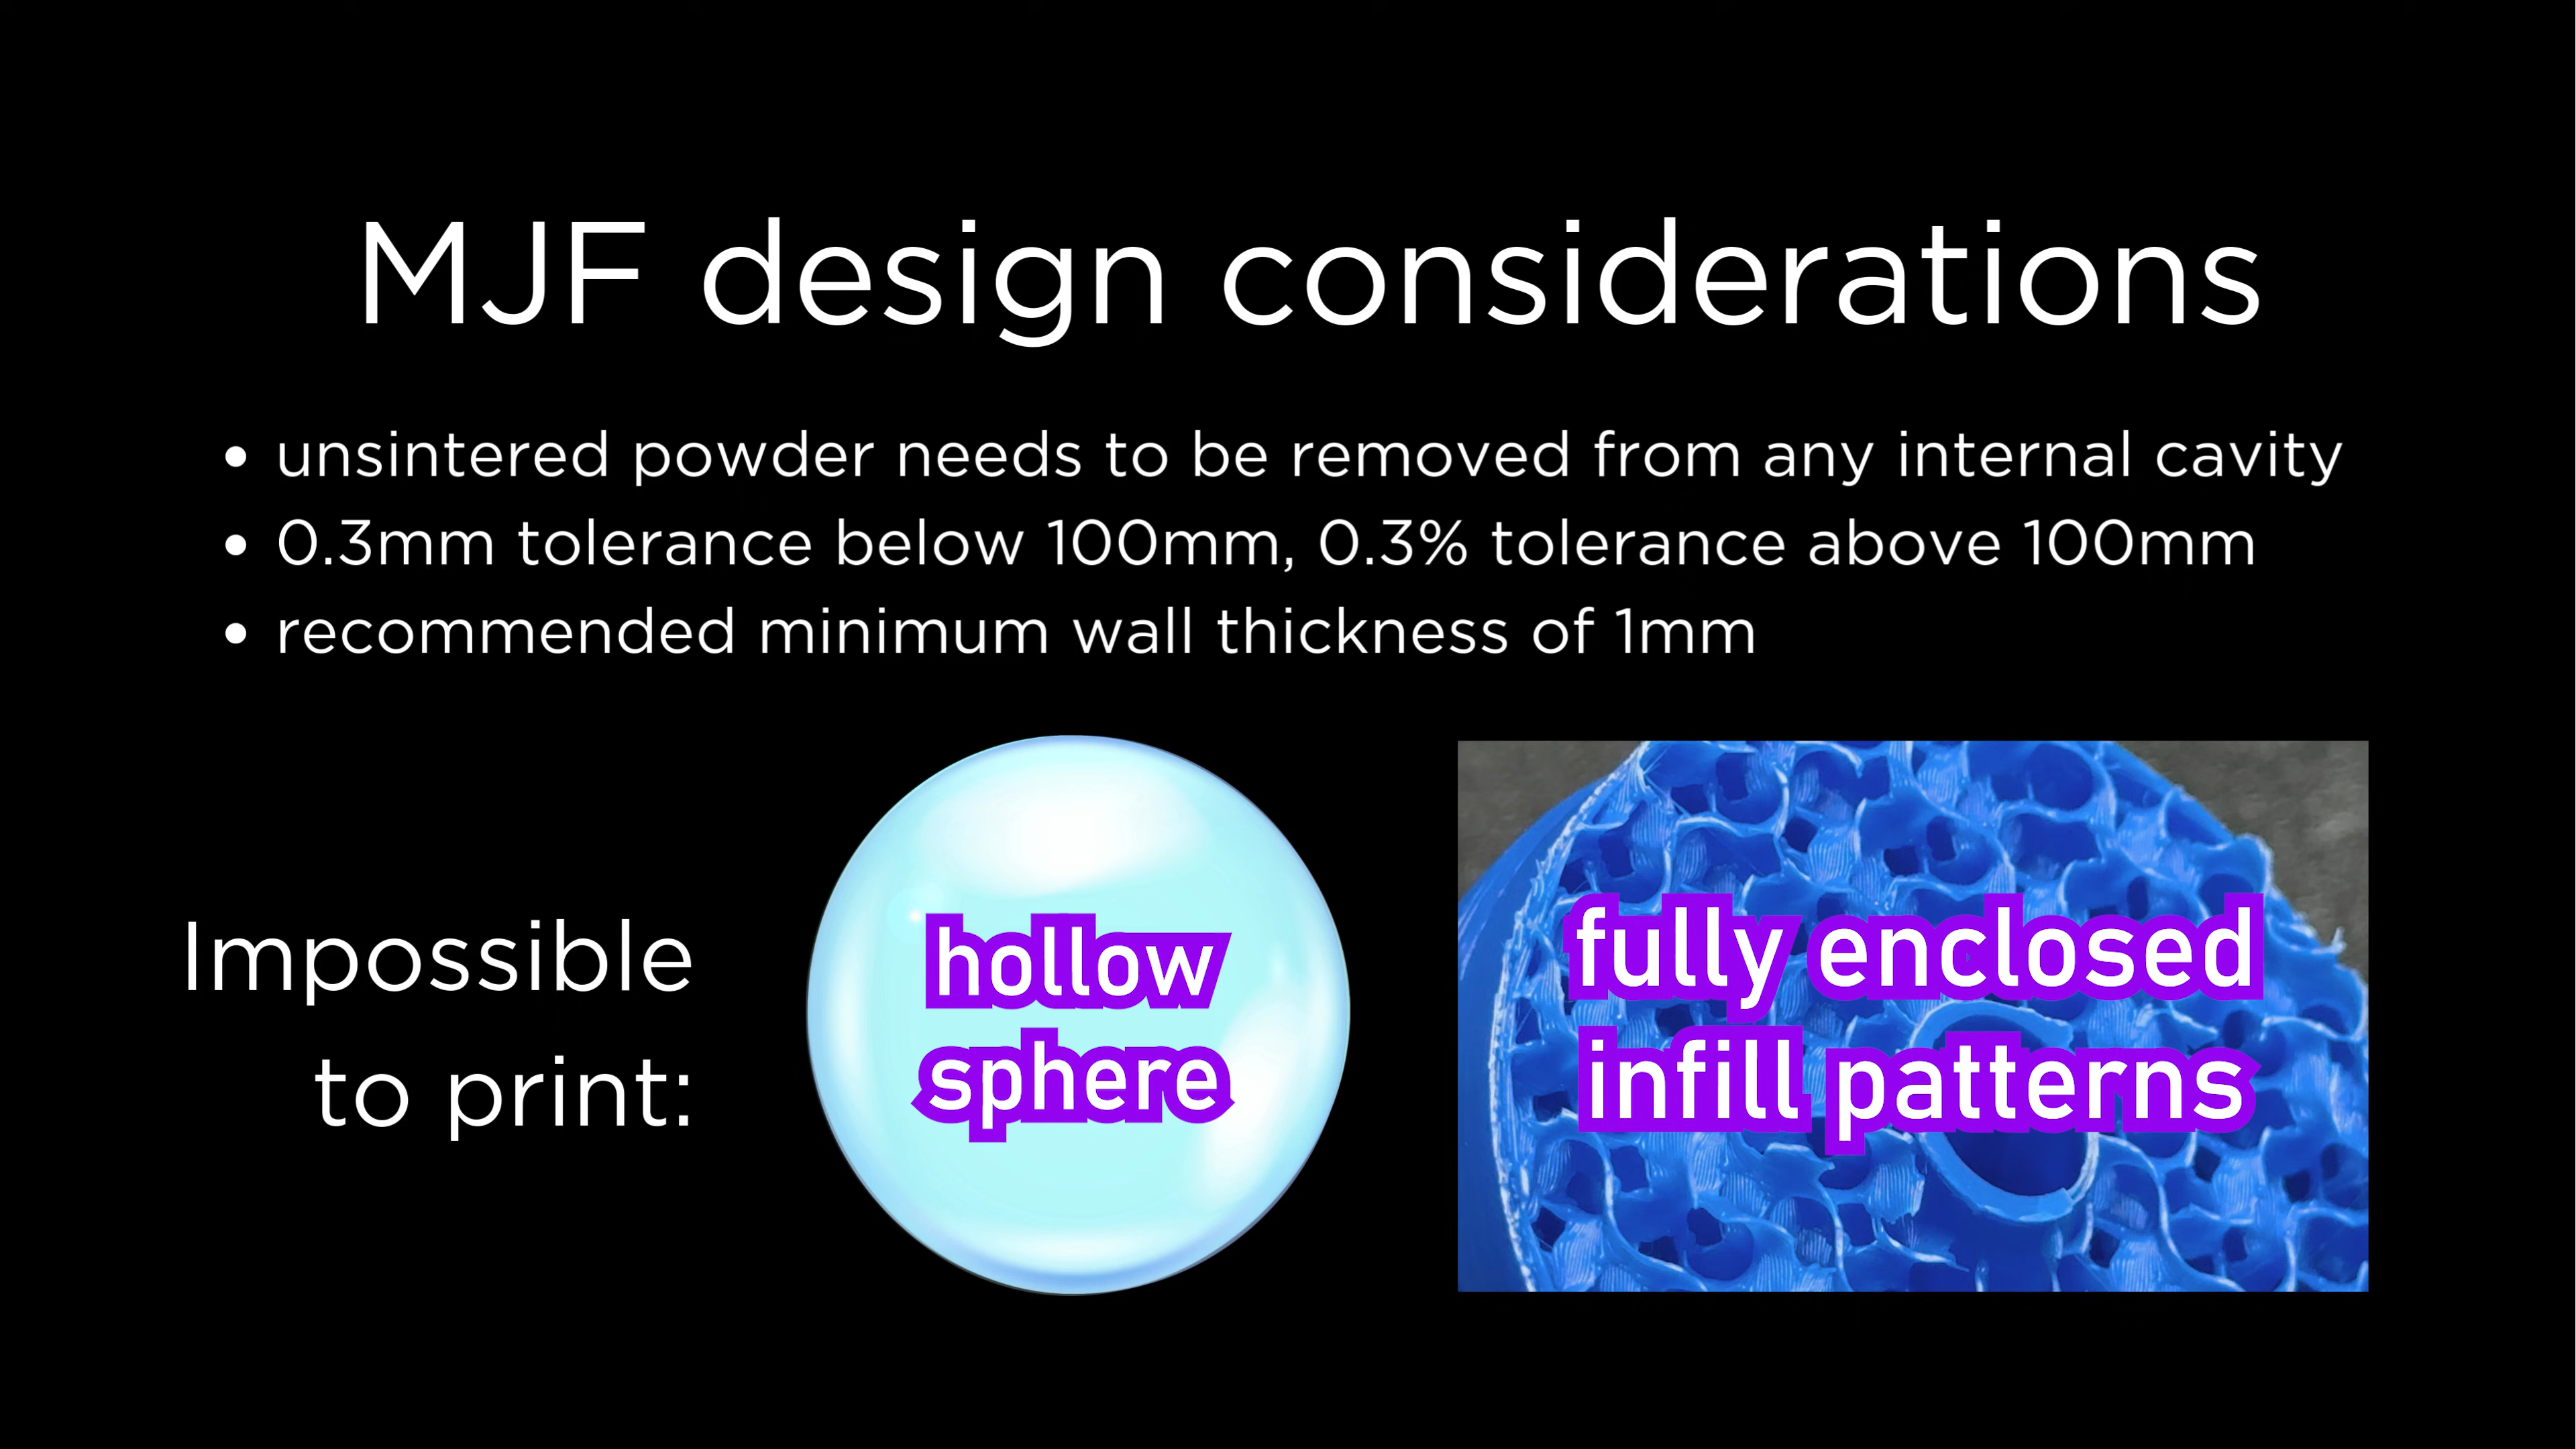 MJF design considerations
• unsintered powder needs to be removed from any internal cavity
• 0.3mm tolerance below 100mm, 0.3% tolerance above 100mm
• recommended minimum wall thickness of 1mm
Impossible
to print:
hollow
sphere
fully enclosed
infill patterns